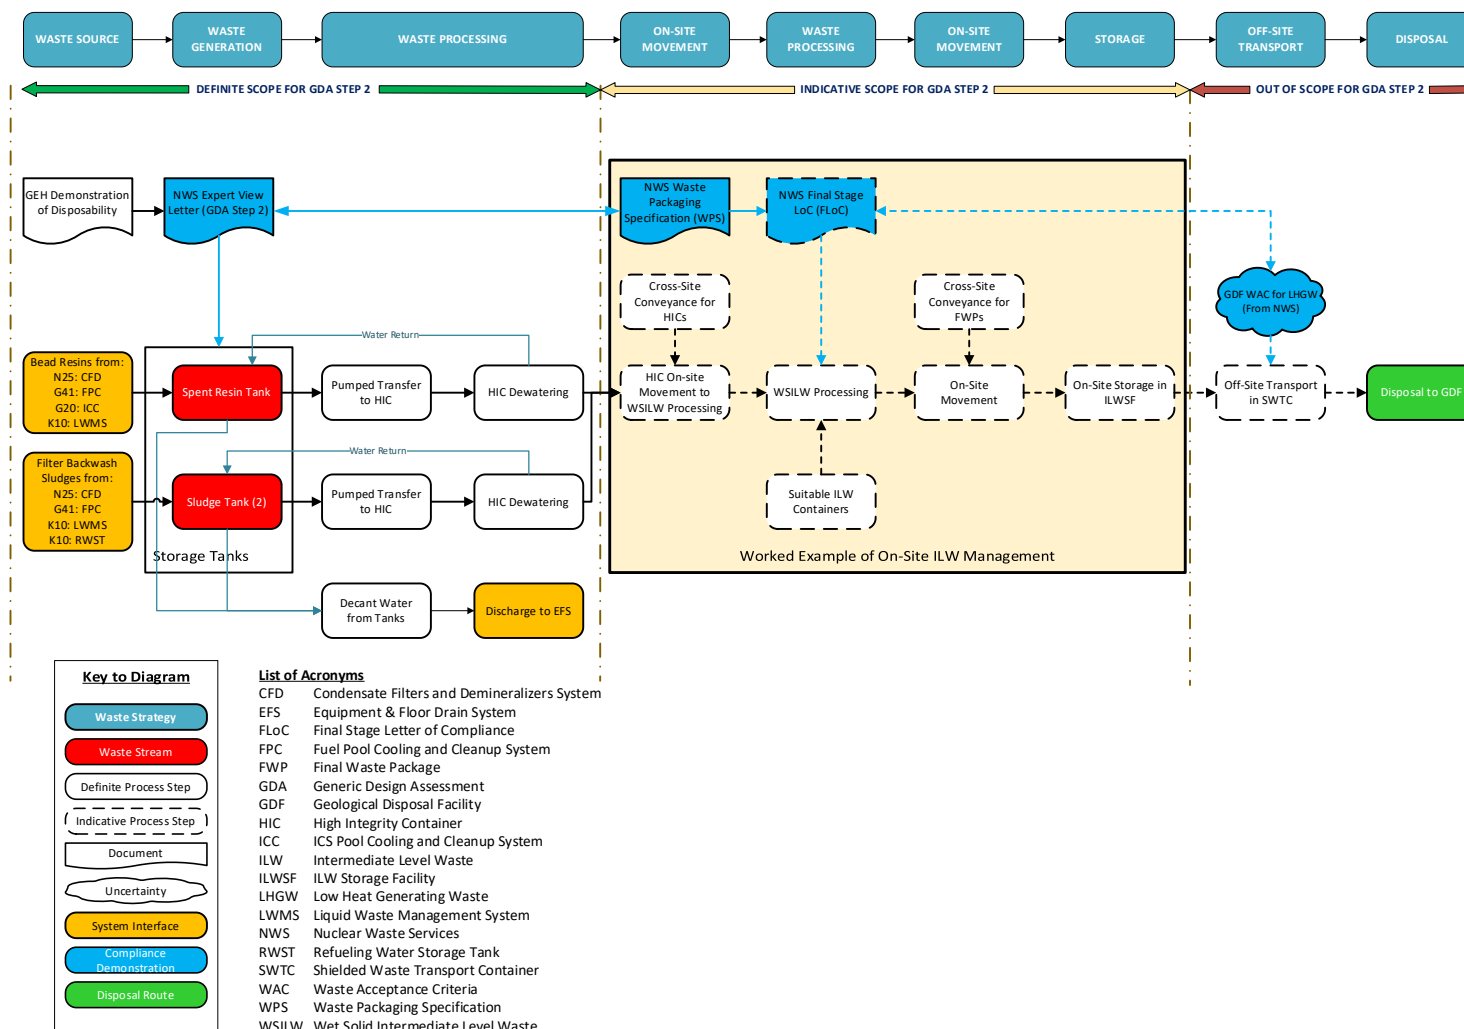 WASTE SOURCE
WASTE
GENERATION
WASTE PROCESSING
ON-SITE
MOVEMENT
WASTE
PROCESSING
ON-SITE
MOVEMENT
STORAGE
OFF-SITE
TRANSPORT
DISPOSAL
DEFINITE SCOPE FOR GDA STEP 2
INDICATIVE SCOPE FOR GDA STEP 2
OUT OF SCOPE FOR GDA STEP 2
GEH Demonstration
of Disposability
NWS Expert View
Letter (GDA Step 2)
NWS Waste
Packaging
Specification (WPS)
NWS Final Stage
LoC (FLoC)
Cross-Site
Conveyance for
HICs
Cross-Site
Conveyance for
FWPs
GDF WAC for LHGW
(From NWS)
Water Return
Bead Resins from:
N25: CFD
G41: FPC
G20: ICC
K10: LWMS
Spent Resin Tank
Pumped Transfer
to HIC
HIC Dewatering
HIC On-site
Movement to
WSILW Processing
WSILW Processing
On-Site
Movement
On-Site Storage in
ILWSF
Off-Site Transport
in SWTC
Disposal to GDF
Water Return
Filter Backwash
Sludges from:
N25: CFD
G41: FPC
K10: LWMS
K10: RWST
Sludge Tank (2)
Pumped Transfer
to HIC
HIC Dewatering
Suitable ILW
Containers
Storage Tanks
Worked Example of On-Site ILW Management
Decant Water
from Tanks
Discharge to EFS
Key to Diagram
Waste Strategy
Waste Stream
Definite Process Step
Indicative Process Step
Document
Uncertainty
System Interface
Compliance
Demonstration
Disposal Route
List of Acronyms
CFD Condensate Filters and Demineralizers System
EFS Equipment & Floor Drain System
FLoC Final Stage Letter of Compliance
FPC Fuel Pool Cooling and Cleanup System
FWP Final Waste Package
GDA Generic Design Assessment
GDF Geological Disposal Facility
HIC High Integrity Container
ICC ICS Pool Cooling and Cleanup System
ILW Intermediate Level Waste
ILWSF ILW Storage Facility
LHGW Low Heat Generating Waste
LWMS Liquid Waste Management System
NWS Nuclear Waste Services
RWST Refueling Water Storage Tank
SWTC Shielded Waste Transport Container
WAC Waste Acceptance Criteria
WPS Waste Packaging Specification
WSILW Wet Solid Intermediate Level Waste